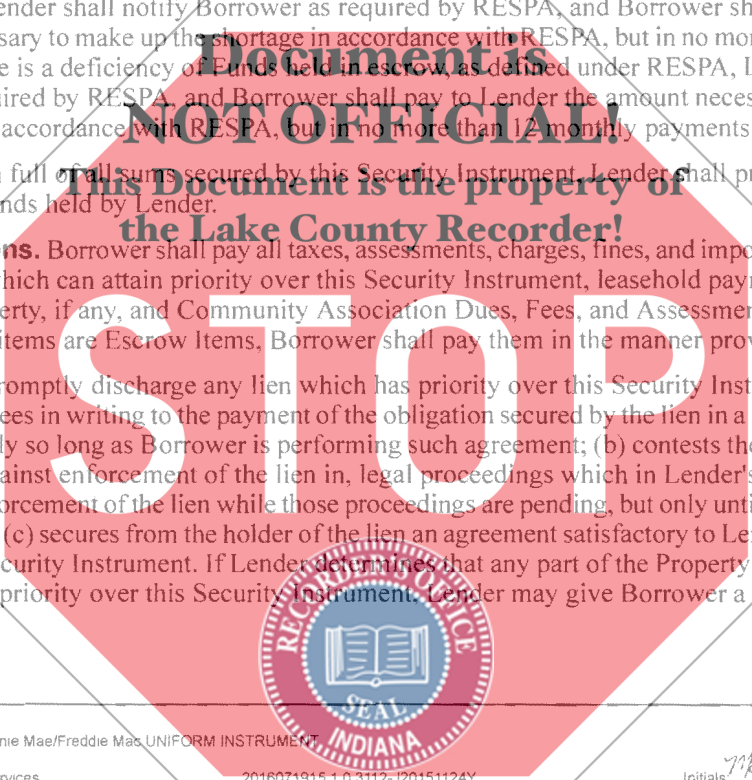 ender shall notify Borrower as required by RESPA, and Borrower sh
sary to make up the shortage in accordance with RESPA, but in no mor
Document is
e is a deficiency of Funds held in escrow, as defined under RESPA, L
uired by RESPA, and Borrower shall pay to Lender the amount neces
NOT OFFICIAL!
accordance with RESPA, but in no more than 12 monthly payments
n full of all sums secured by this Security Instrument, Lender shall pr
This Document is the property of
nds held by Lender.
the Lake County Recorder!
ns. Borrower shall pay all taxes, assessments, charges, fines, and impo
which can attain priority over this Security Instrument, leasehold payr
erty, if any, and Community Association Dues, Fees, and Assessmen
items are Escrow Items, Borrower shall pay them in the manner prov
STOP
romptly discharge any lien which has priority over this Security Inst
ees in writing to the payment of the obligation secured by the lien in a
ly so long as Borrower is performing such agreement; (b) contests the
ainst enforcement of the lien in, legal proceedings which in Lender's
orcement of the lien while those proceedings are pending, but only unti
(c) secures from the holder of the lien an agreement satisfactory to Le
curity Instrument. If Lender determines that any part of the Property
priority over this Security Instrument, Lender may give Borrower a
RECORDER'S OFFICE
SEAL
INDIANA
nie Mae/Freddie Mac UNIFORM INSTRUMENT
rvices
2016071915.1.0.3112-J20151124Y
Initials: